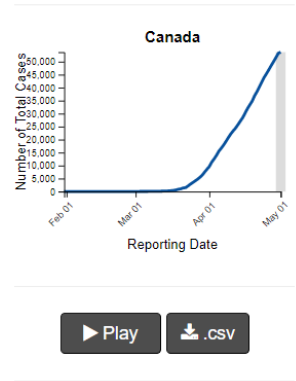 Canada
Number of Total Cases
50,000
45,000
40,000
35,000
30,000
25,000
20,000
15,000
10,000
5,000
0
Feb 01
Mar 01
Apr 01
May 01
Reporting Date
Play
.csv